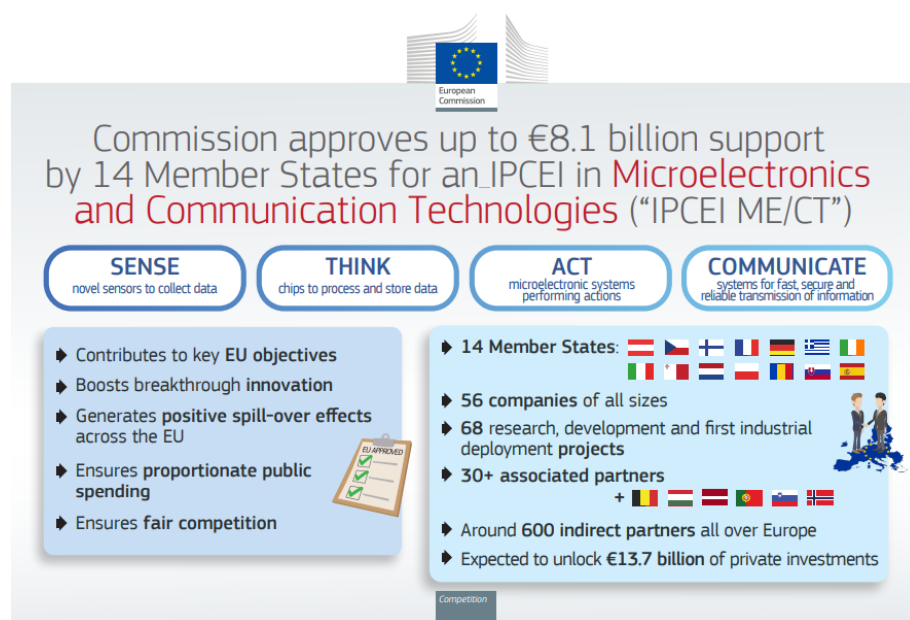 European
Commission
Commission approves up to €8.1 billion support
by 14 Member States for an_IPCEI in Microelectronics
and Communication Technologies (“IPCEI ME/CT”)
SENSE
novel sensors to collect data
THINK
chips to process and store data
ACT
microelectronic systems
performing actions
COMMUNICATE
systems for fast, secure and
reliable transmission of information
Contributes to key EU objectives
Boosts breakthrough innovation
Generates positive spill-over effects
across the EU
Ensures proportionate public
spending
Ensures fair competition
EU APPROVED
14 Member States:
56 companies of all sizes
68 research, development and first industrial
deployment projects
30+ associated partners
+
Around 600 indirect partners all over Europe
Expected to unlock €13.7 billion of private investments
Competition